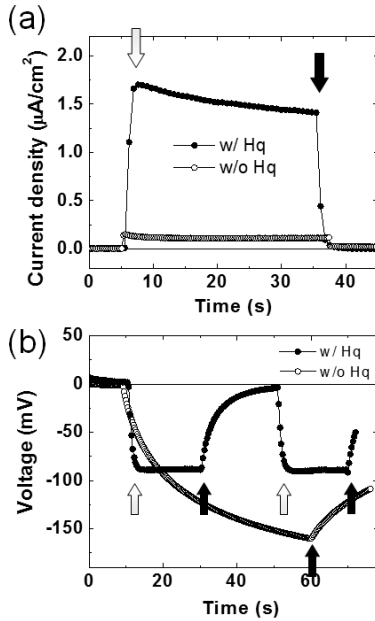 (a)
Current density (μA/cm²)
2.0
1.5
1.0
0.5
0.0
w/ Hq
w/o Hq
0 10 20 30 40
Time (s)
(b)
Voltage (mV)
50
0
-50
-100
-150
w/ Hq
w/o Hq
0 20 40 60
Time (s)